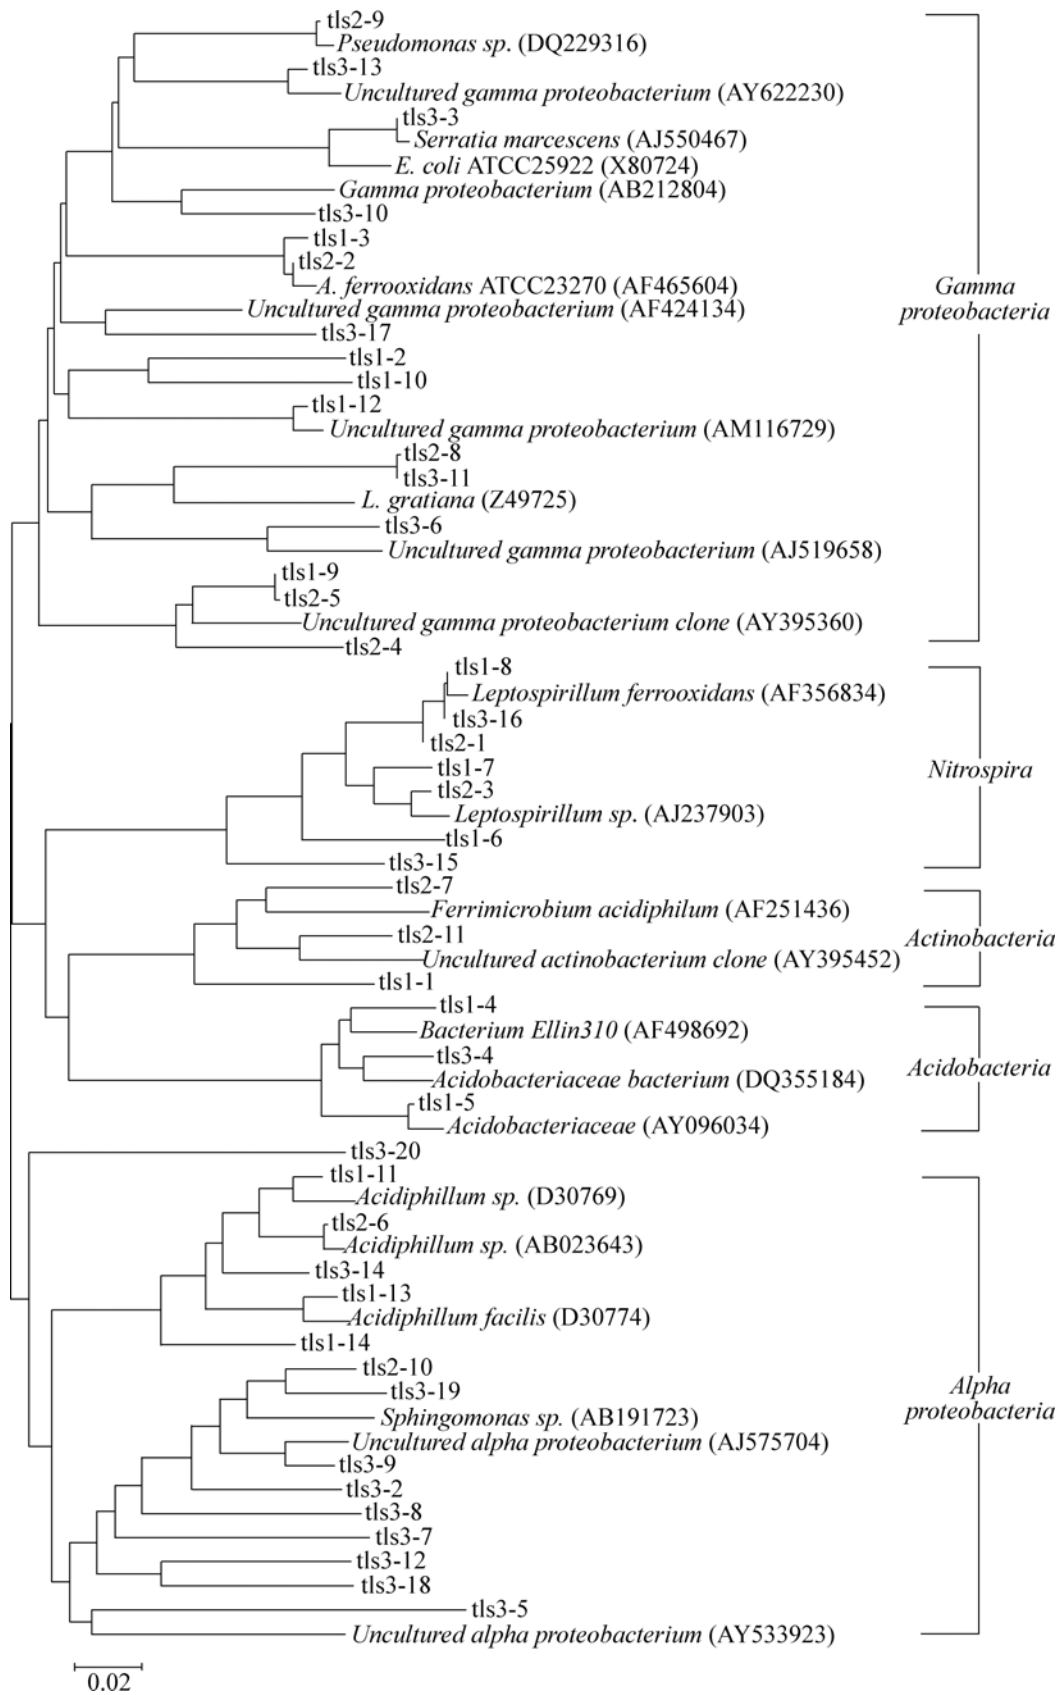 tls2-9
Pseudomonas sp. (DQ229316)
tls3-13
Uncultured gamma proteobacterium (AY622230)
tls3-3
Serratia marcescens (AJ550467)
E. coli ATCC25922 (X80724)
Gamma proteobacterium (AB212804)
tls3-10
tls1-3
tls2-2
A. ferrooxidans ATCC23270 (AF465604)
Uncultured gamma proteobacterium (AF424134)
tls3-17
tls1-2
tls1-10
tls1-12
Uncultured gamma proteobacterium (AM116729)
tls2-8
tls3-11
L. gratiana (Z49725)
tls3-6
Uncultured gamma proteobacterium (AJ519658)
tls1-9
tls2-5
Uncultured gamma proteobacterium clone (AY395360)
tls2-4
Gamma
proteobacteria
tls1-8
Leptospirillum ferrooxidans (AF356834)
tls3-16
tls2-1
tls1-7
tls2-3
Leptospirillum sp. (AJ237903)
tls1-6
tls3-15
Nitrospira
tls2-7
Ferrimicrobium acidiphilum (AF251436)
tls2-11
Uncultured actinobacterium clone (AY395452)
tls1-1
Actinobacteria
tls1-4
Bacterium Ellin310 (AF498692)
tls3-4
Acidobacteriaceae bacterium (DQ355184)
tls1-5
Acidobacteriaceae (AY096034)
Acidobacteria
tls3-20
tls1-11
Acidiphillum sp. (D30769)
tls2-6
Acidiphillum sp. (AB023643)
tls3-14
tls1-13
Acidiphillum facilis (D30774)
tls1-14
tls2-10
tls3-19
Sphingomonas sp. (AB191723)
Uncultured alpha proteobacterium (AJ575704)
tls3-9
tls3-2
tls3-8
tls3-7
tls3-12
tls3-18
tls3-5
Uncultured alpha proteobacterium (AY533923)
Alpha
proteobacteria
0.02